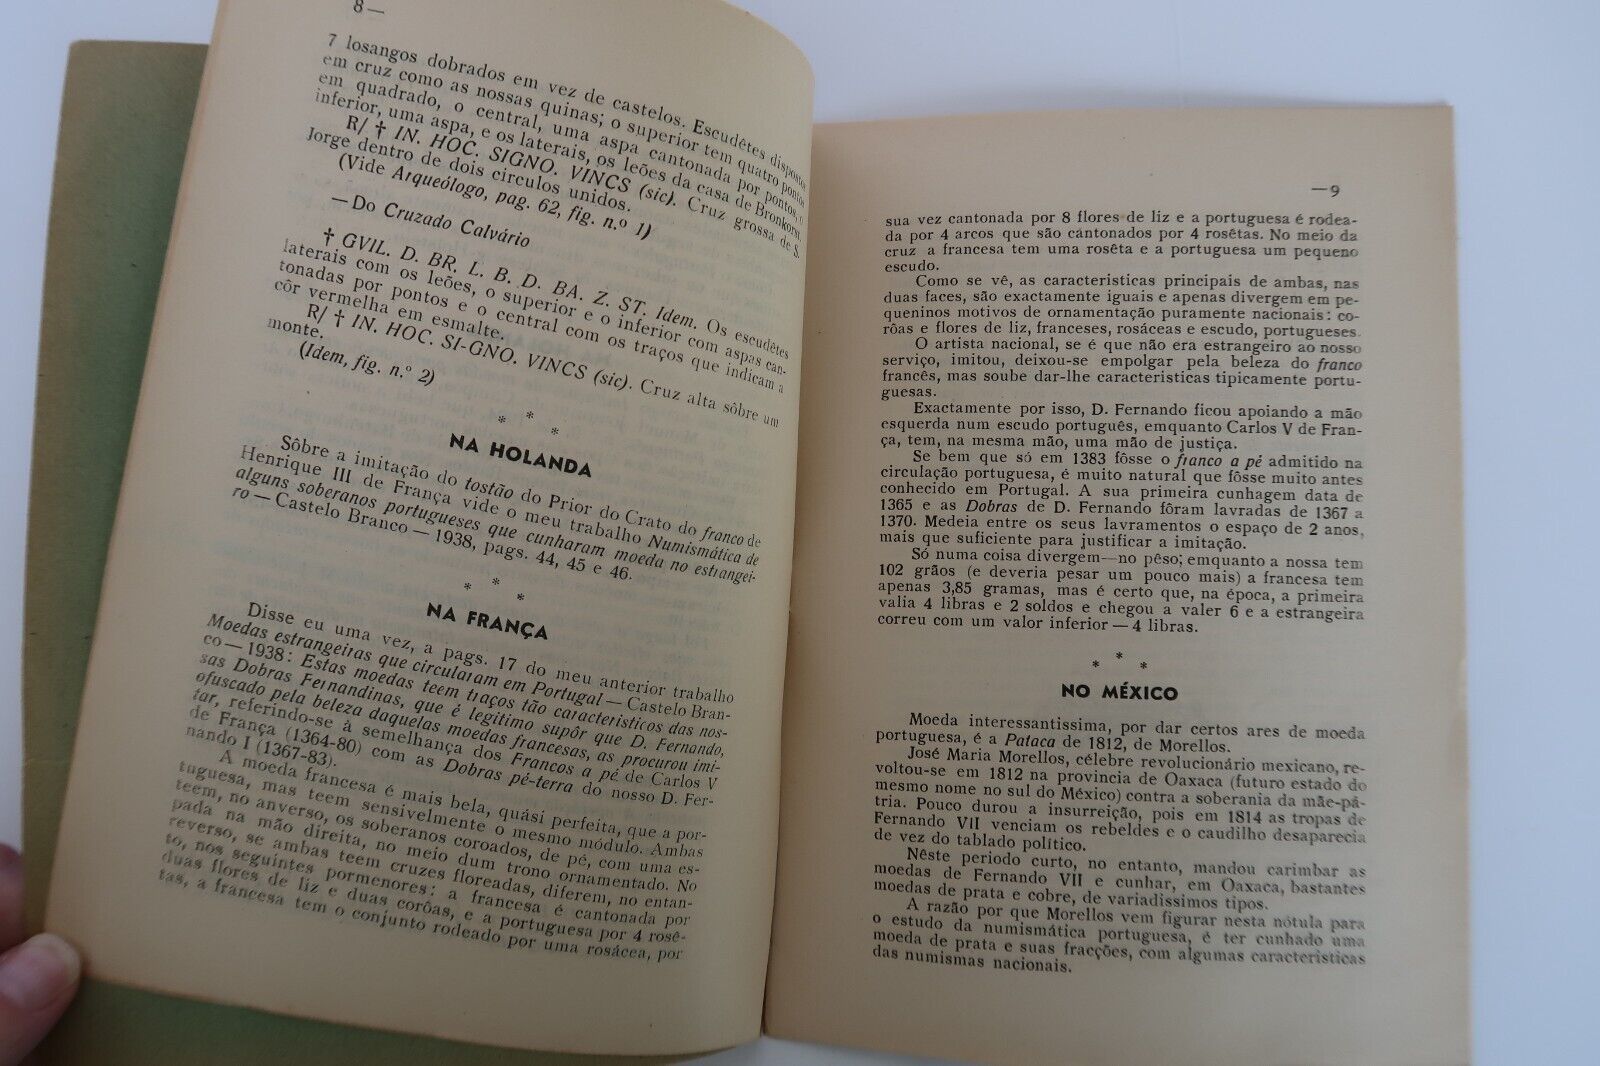 8—
7 losangos dobrados em vez de castelos. Escudêtes dispostos
em cruz como as nossas quinas; o superior tem quatro pontos
em quadrado, o central, uma aspa cantonada por pontos, o
inferior, uma aspa, e os laterais, os leões da casa de Bronkorst.
R/ † IN. HOC. SIGNO. VINCS (sic). Cruz grossa de S.
Jorge dentro de dois circulos unidos.
(Vide Arqueólogo, pag. 62, fig. n.º 1)
—Do Cruzado Calvário
† GVIL. D. BR. L. B. D. BA. Z. ST. Idem. Os escudêtes
laterais com os leões, o superior e o inferior com aspas can-
tonadas por pontos e o central com os traços que indicam a
côr vermelha em esmalte.
R/ † IN. HOC. SI-GNO. VINCS (sic). Cruz alta sôbre um
monte.
(Idem, fig. n.º 2)
* * *
NA HOLANDA
Sôbre a imitação do tostão do Prior do Crato do franco de
Henrique III de França vide o meu trabalho Numismática de
alguns soberanos portugueses que cunharam moeda no estrangei-
ro — Castelo Branco — 1938, pags. 44, 45 e 46.
* * *
NA FRANÇA
Disse eu uma vez, a pags. 17 do meu anterior trabalho
Moedas estrangeiras que circularam em Portugal — Castelo Bran-
co — 1938: Estas moedas teem traços tão caracteristicos das nos-
sas Dobras Fernandinas, que é legitimo supôr que D. Fernando,
ofuscado pela beleza daquelas moedas francesas, as procurou imi-
tar, referindo-se à semelhança dos Francos a pé de Carlos V
de França (1364-80) com as Dobras pé-terra do nosso D. Fer-
nando I (1367-83).
A moeda francesa é mais bela, quási perfeita, que a por-
tuguesa, mas teem sensivelmente o mesmo módulo. Ambas
teem, no anverso, os soberanos coroados, de pé, com uma es-
pada na mão direita, no meio dum trono ornamentado. No
reverso, se ambas teem cruzes floreadas, diferem, no entan-
to, nos seguintes pormenores: a francesa é cantonada por
duas flores de liz e duas corôas, e a portuguesa por 4 rosê-
tas, a francesa tem o conjunto rodeado por uma rosácea, por
—9
sua vez cantonada por 8 flores de liz e a portuguesa é rodea-
da por 4 arcos que são cantonados por 4 rosêtas. No meio da
cruz a francesa tem uma rosêta e a portuguesa um pequeno
escudo.
Como se vê, as caracteristicas principais de ambas, nas
duas faces, são exactamente iguais e apenas divergem em pe-
queninos motivos de ornamentação puramente nacionais: co-
rôas e flores de liz, franceses, rosáceas e escudo, portugueses.
O artista nacional, se é que não era estrangeiro ao nosso
serviço, imitou, deixou-se empolgar pela beleza do franco
francês, mas soube dar-lhe caracteristicas tipicamente portu-
guesas.
Exactamente por isso, D. Fernando ficou apoiando a mão
esquerda num escudo português, emquanto Carlos V de Fran-
ça, tem, na mesma mão, uma mão de justiça.
Se bem que só em 1383 fôsse o franco a pé admitido na
circulação portuguesa, é muito natural que fôsse muito antes
conhecido em Portugal. A sua primeira cunhagem data de
1365 e as Dobras de D. Fernando fôram lavradas de 1367 a
1370. Medeia entre os seus lavramentos o espaço de 2 anos,
mais que suficiente para justificar a imitação.
Só numa coisa divergem—no pêso; emquanto a nossa tem
102 grãos (e deveria pesar um pouco mais) a francesa tem
apenas 3,85 gramas, mas é certo que, na época, a primeira
valia 4 libras e 2 soldos e chegou a valer 6 e a estrangeira
correu com um valor inferior — 4 libras.
* * *
NO MÉXICO
Moeda interessantissima, por dar certos ares de moeda
portuguesa, é a Pataca de 1812, de Morellos.
José Maria Morellos, célebre revolucionário mexicano, re-
voltou-se em 1812 na provincia de Oaxaca (futuro estado do
mesmo nome no sul do México) contra a soberania da mãe-pá-
tria. Pouco durou a insurreição, pois em 1814 as tropas de
Fernando VII venciam os rebeldes e o caudilho desaparecia
de vez do tablado político.
Nêste periodo curto, no entanto, mandou carimbar as
moedas de Fernando VII e cunhar, em Oaxaca, bastantes
moedas de prata e cobre, de variadissimos tipos.
A razão por que Morellos vem figurar nesta nótula para
o estudo da numismática portuguesa, é ter cunhado uma
moeda de prata e suas fracções, com algumas características
das numismas nacionais.